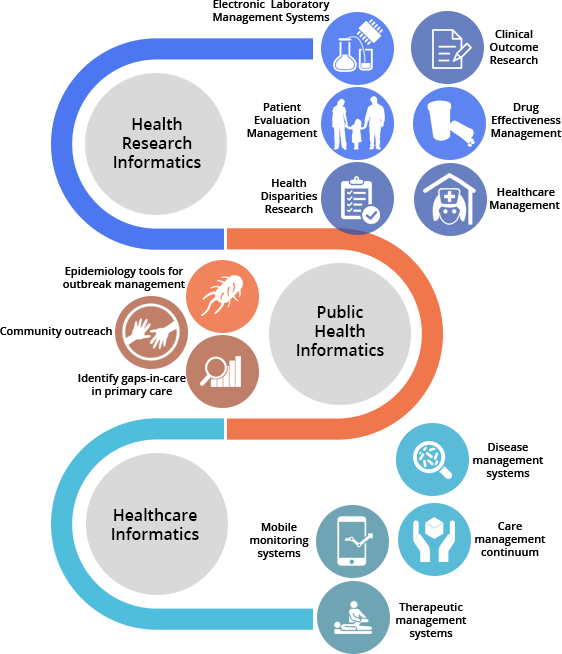 Electronic Laboratory
Management Systems
Clinical
Outcome
Research
Health
Research
Informatics
Patient
Evaluation
Management
Drug
Effectiveness
Management
Health
Disparities
Research
Healthcare
Management
Epidemiology tools for
outbreak management
Community outreach
Identify gaps-in-care
in primary care
Public
Health
Informatics
Disease
management
systems
Healthcare
Informatics
Mobile
monitoring
systems
Care
management
continuum
Therapeutic
management
systems